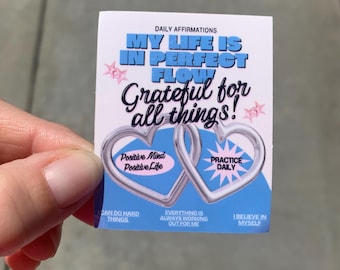 DAILY AFFIRMATIONS
MY LIFE IS
IN PERFECT
FLOW
Grateful for
all things!
Positive Mind
Positive Life
PRACTICE
DAILY
CAN DO HARD
THINGS
EVERYTHING IS
ALWAYS WORKING
OUT FOR ME
I BELIEVE IN
MYSELF